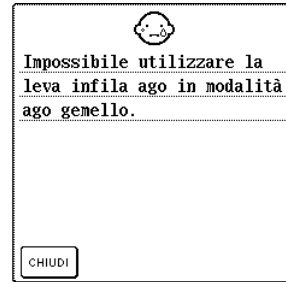 Impossibile utilizzare la
leva infila ago in modalità
ago gemello.
CHIUDI